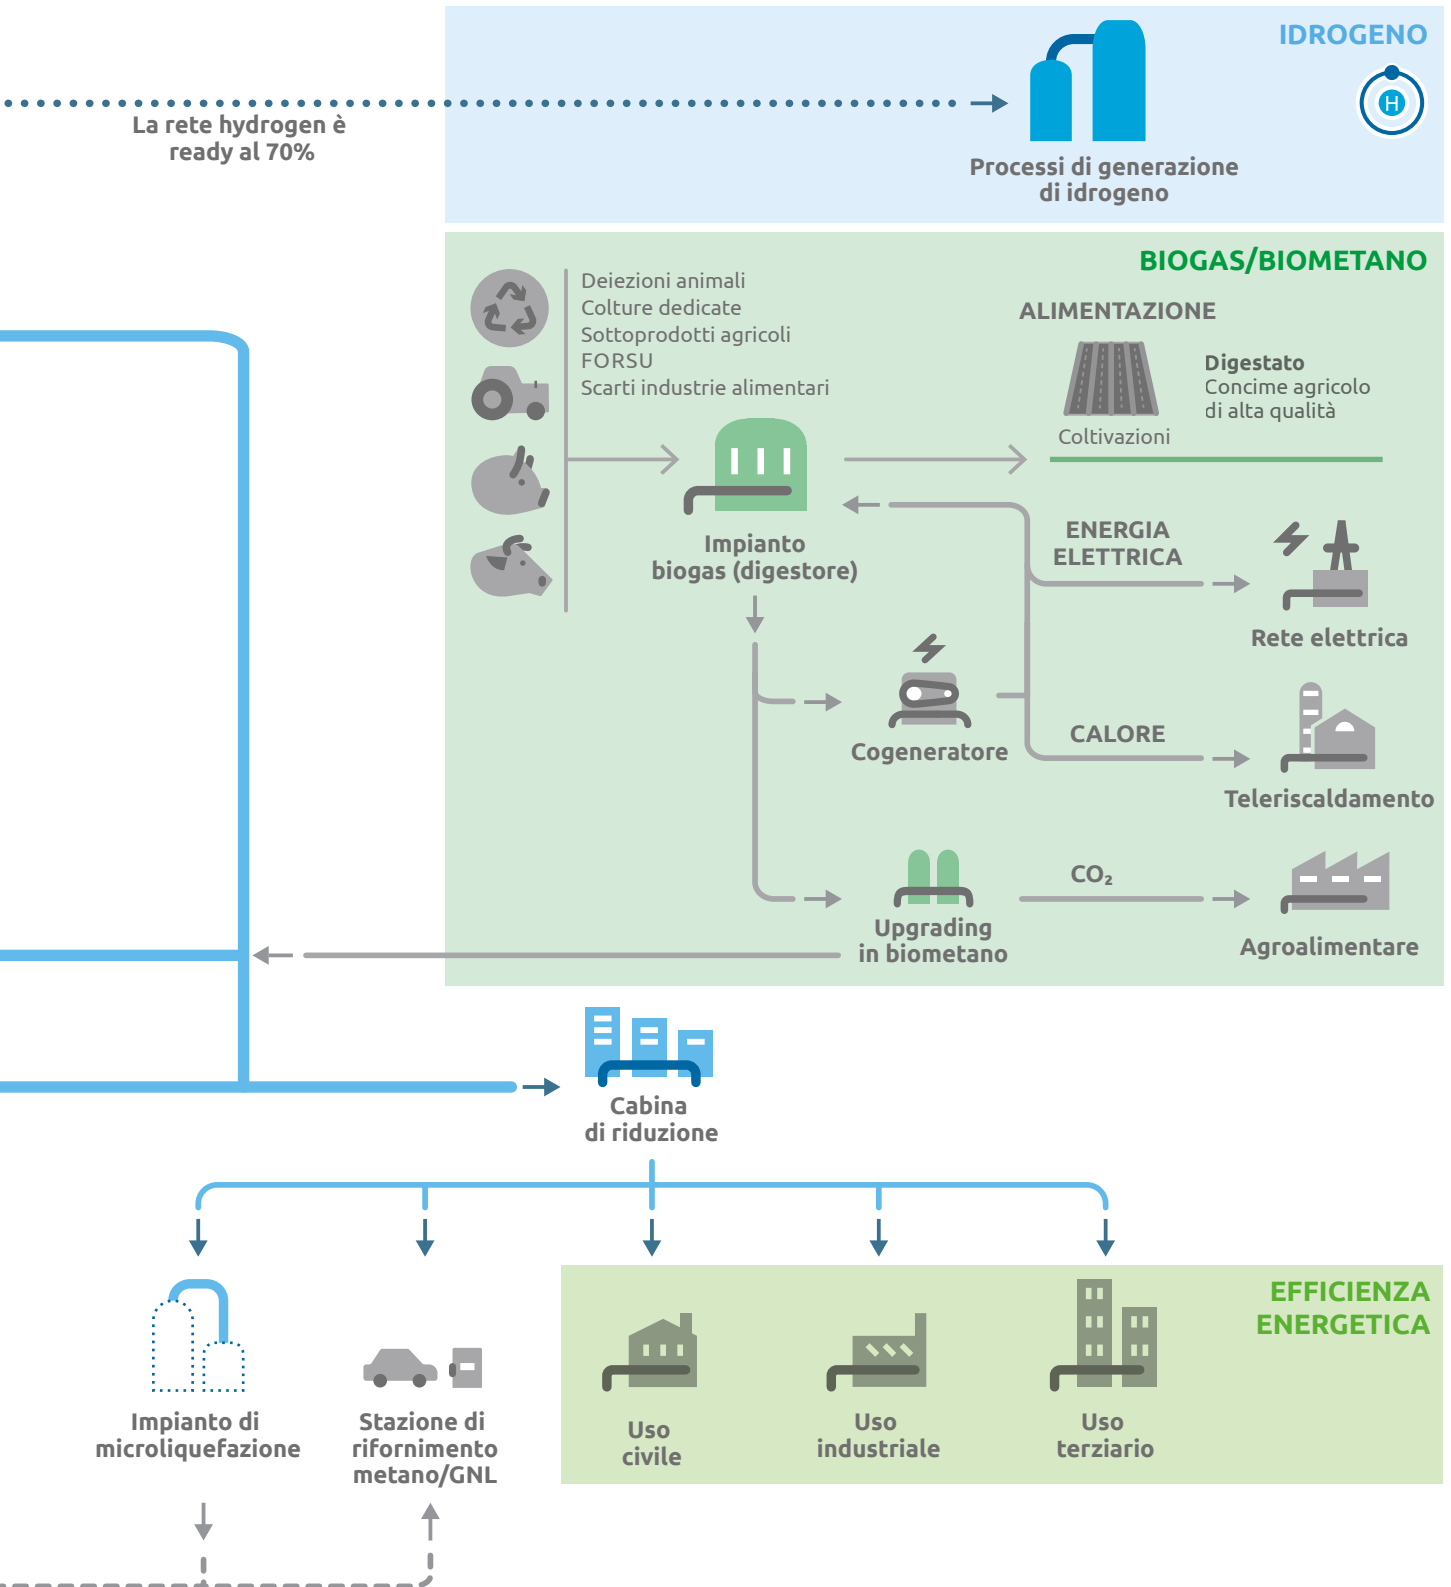 IDROGENO
H
La rete hydrogen è
ready al 70%
Processi di generazione
di idrogeno
BIOGAS/BIOMETANO
Deiezioni animali
Colture dedicate
Sottoprodotti agricoli
FORSU
Scarti industrie alimentari
ALIMENTAZIONE
Digestato
Concime agricolo
di alta qualità
Coltivazioni
Impianto
biogas (digestore)
ENERGIA
ELETTRICA
Rete elettrica
Cogeneratore
CALORE
Teleriscaldamento
CO₂
Upgrading
in biometano
Agroalimentare
Cabina
di riduzione
EFFICIENZA
ENERGETICA
Impianto di
microliquefazione
Stazione di
rifornimento
metano/GNL
Uso
civile
Uso
industriale
Uso
terziario